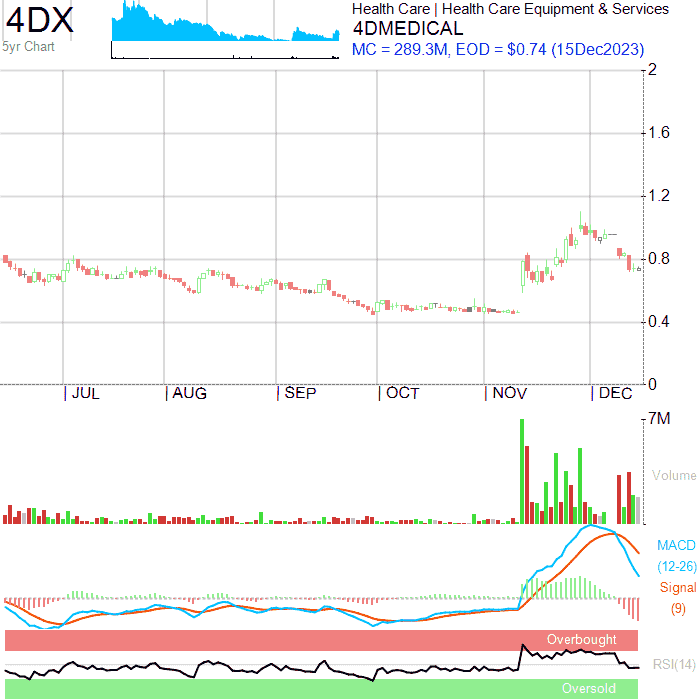 4DX
5yr Chart
Health Care | Health Care Equipment & Services
4DMEDICAL
MC = 289.3M, EOD = $0.74 (15Dec2023)
2
1.6
1.2
0.8
0.4
0
JUL AUG SEP OCT NOV DEC
7M
Volume
MACD
(12-26)
Signal
(9)
Overbought
RSI(14)
Oversold